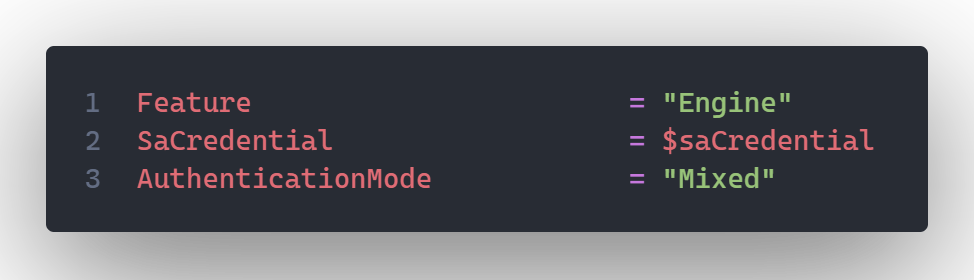 1 Feature = "Engine"
2 SaCredential = $saCredential
3 AuthenticationMode = "Mixed"